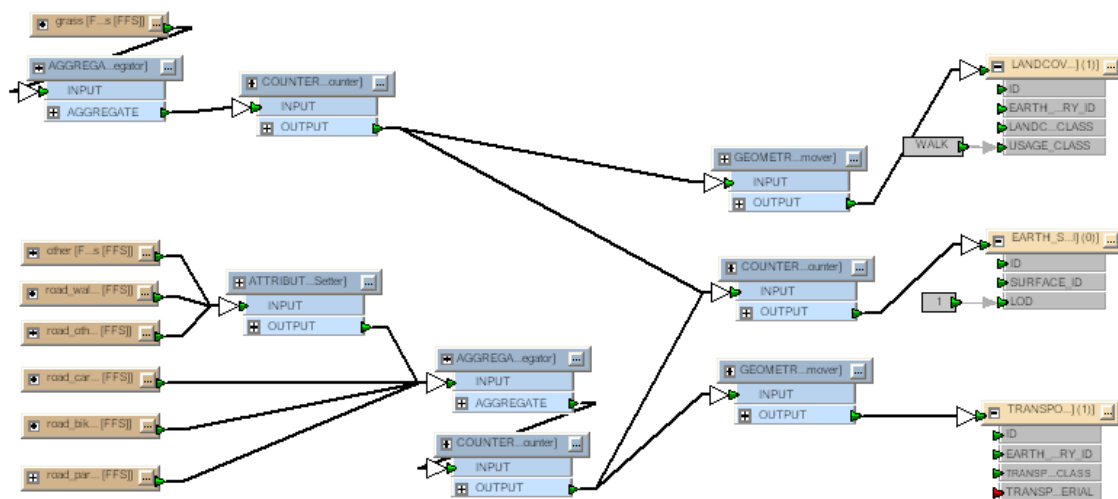 grass [F...s [FFS]]
AGGREGA...egator]
INPUT
AGGREGATE
COUNTER...ounter]
INPUT
OUTPUT
LANDCOV...] (1)]
ID
EARTH_...RY_ID
LANDC...CLASS
WALK
USAGE_CLASS
GEOMETR...mover]
INPUT
OUTPUT
other [F...s [FFS]]
road_wal... [FFS]]
road_oth... [FFS]]
road_car... [FFS]]
road_bik... [FFS]]
road_par... [FFS]]
ATTRIBUT...Setter]
INPUT
OUTPUT
AGGREGA...egator]
INPUT
AGGREGATE
COUNTER...ounter]
INPUT
OUTPUT
COUNTER...ounter]
INPUT
OUTPUT
EARTH_S...I] (0)]
ID
SURFACE_ID
1
LOD
GEOMETR...mover]
INPUT
OUTPUT
TRANSPO...] (1)]
ID
EARTH_...RY_ID
TRANSP...CLASS
TRANSP...ERIAL